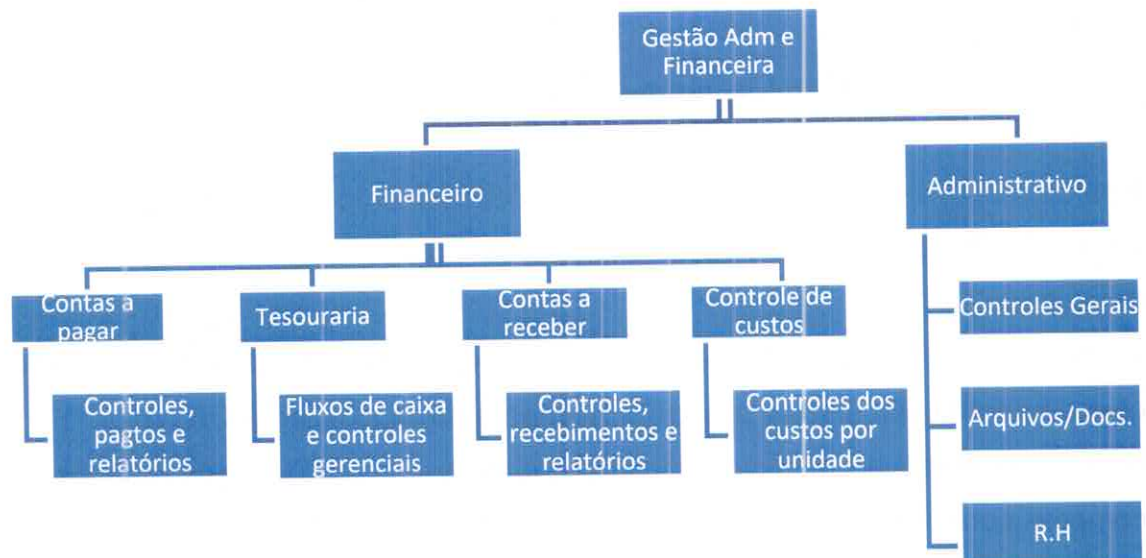 Gestão Adm e
Financeira
Financeiro
Administrativo
Contas a
pagar
Tesouraria
Contas a
receber
Controle de
custos
Controles,
pagtos e
relatórios
Fluxos de caixa
e controles
gerenciais
Controles,
recebimentos e
relatórios
Controles dos
custos por
unidade
Controles Gerais
Arquivos/Docs.
R.H